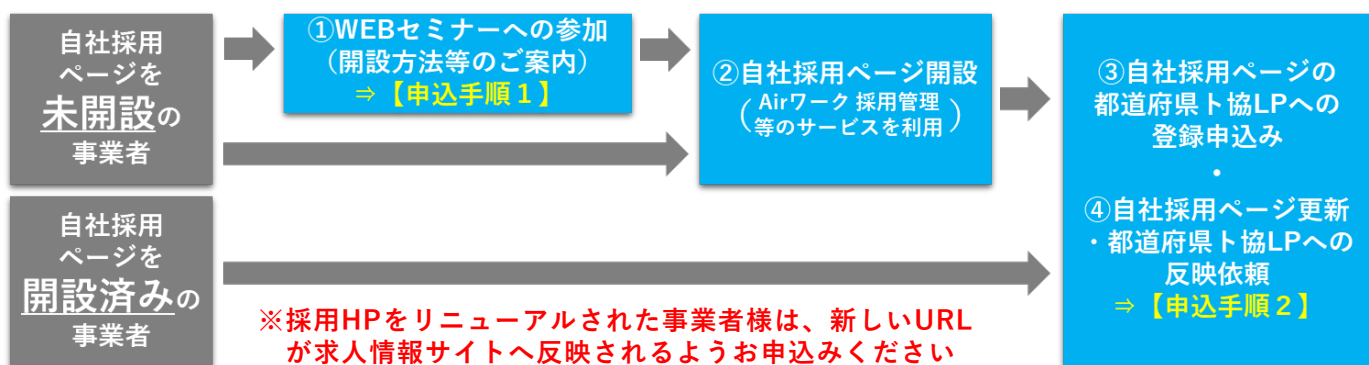 自社採用
ページを
未開設の
事業者
①WEBセミナーへの参加
（開設方法等のご案内）
⇒【申込手順１】
②自社採用ページ開設
（Airワーク 採用管理
等のサービスを利用）
③自社採用ページの
都道府県ト協LPへの
登録申込み
・
④自社採用ページ更新
・都道府県ト協LPへの
反映依頼
⇒【申込手順２】
自社採用
ページを
開設済みの
事業者
※採用HPをリニューアルされた事業者様は、新しいURL
が求人情報サイトへ反映されるようお申込みください